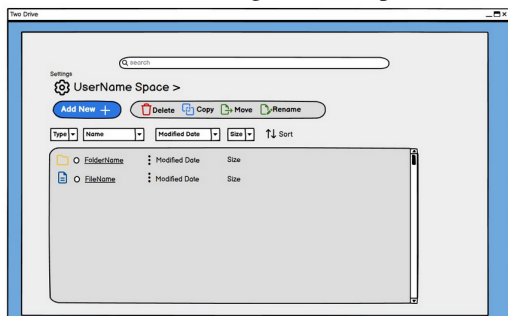 Two Drive
search
Settings
UserName Space >
Add New + Delete Copy Move Rename
Type Name Modified Date Size Sort
FolderName Modified Date Size
FileName Modified Date Size